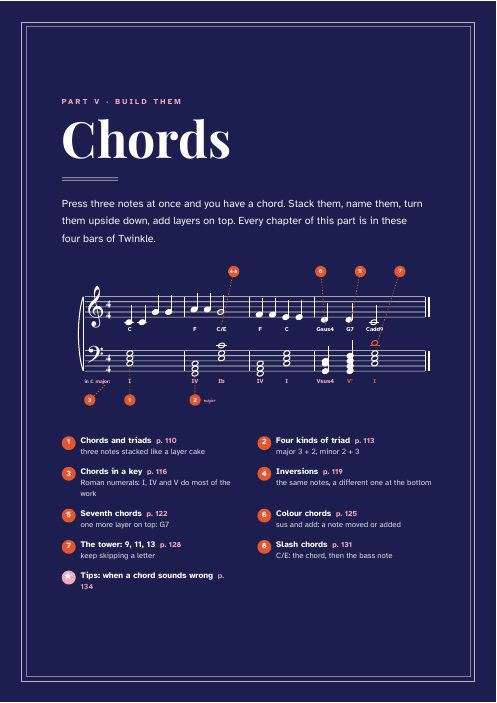 PART V · BUILD THEM
Chords
Press three notes at once and you have a chord. Stack them, name them, turn
them upside down, add layers on top. Every chapter of this part is in these
four bars of Twinkle.
4·8 6 5 7
C F C/E F C Gsus4 G7 Cadd9
in C major: I IV Ib IV I Vsus4 V⁷ I
3 1 2 major
1 Chords and triads p. 110
three notes stacked like a layer cake
2 Four kinds of triad p. 113
major 3 + 2, minor 2 + 3
3 Chords in a key p. 116
Roman numerals: I, IV and V do most of the
work
4 Inversions p. 119
the same notes, a different one at the bottom
5 Seventh chords p. 122
one more layer on top: G7
6 Colour chords p. 125
sus and add: a note moved or added
7 The tower: 9, 11, 13 p. 128
keep skipping a letter
8 Slash chords p. 131
C/E: the chord, then the bass note
★ Tips: when a chord sounds wrong p.
134